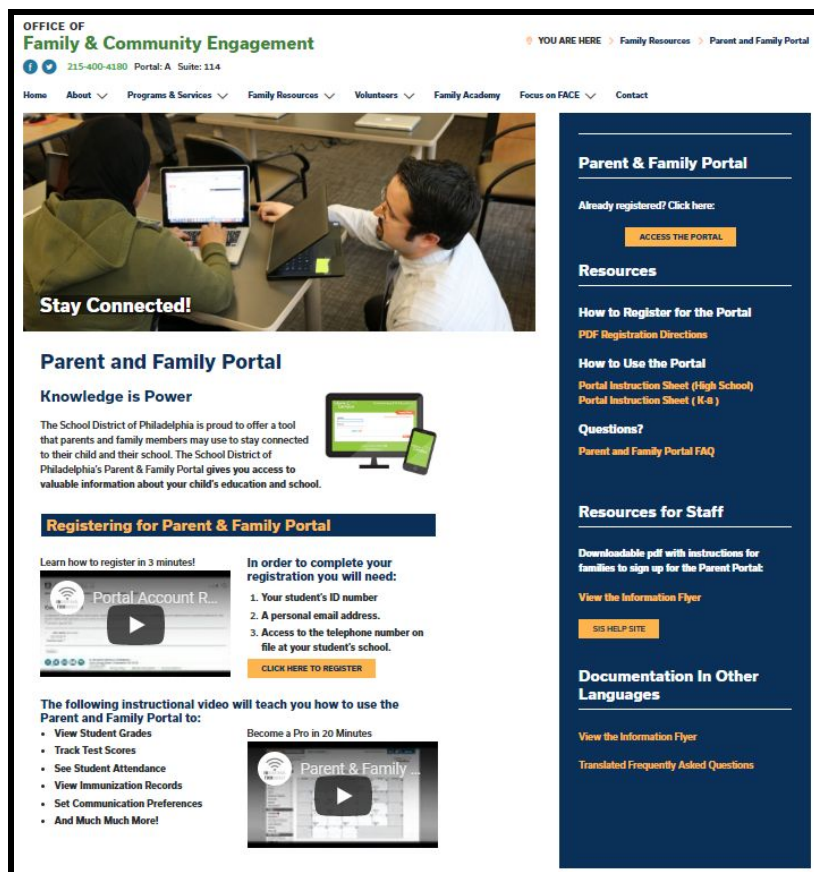 OFFICE OF
Family & Community Engagement
YOU ARE HERE > Family Resources > Parent and Family Portal
215-400-4180 Portal: A Suite: 114
Home About Programs & Services Family Resources Volunteers Family Academy Focus on FACE Contact
Stay Connected!
Parent and Family Portal
Knowledge is Power
The School District of Philadelphia is proud to offer a tool
that parents and family members may use to stay connected
to their child and their school. The School District of
Philadelphia's Parent & Family Portal gives you access to
valuable information about your child's education and school.
Registering for Parent & Family Portal
Learn how to register in 3 minutes!
Portal Account R...
In order to complete your
registration you will need:
1. Your student's ID number
2. A personal email address.
3. Access to the telephone number on
file at your student's school.
CLICK HERE TO REGISTER
The following instructional video will teach you how to use the
Parent and Family Portal to:
• View Student Grades
• Track Test Scores
• See Student Attendance
• View Immunization Records
• Set Communication Preferences
• And Much Much More!
Become a Pro in 20 Minutes
Parent & Family ...
Parent & Family Portal
Already registered? Click here:
ACCESS THE PORTAL
Resources
How to Register for the Portal
PDF Registration Directions
How to Use the Portal
Portal Instruction Sheet (High School)
Portal Instruction Sheet ( K-8 )
Questions?
Parent and Family Portal FAQ
Resources for Staff
Downloadable pdf with instructions for
families to sign up for the Parent Portal:
View the Information Flyer
SIS HELP SITE
Documentation In Other
Languages
View the Information Flyer
Translated Frequently Asked Questions